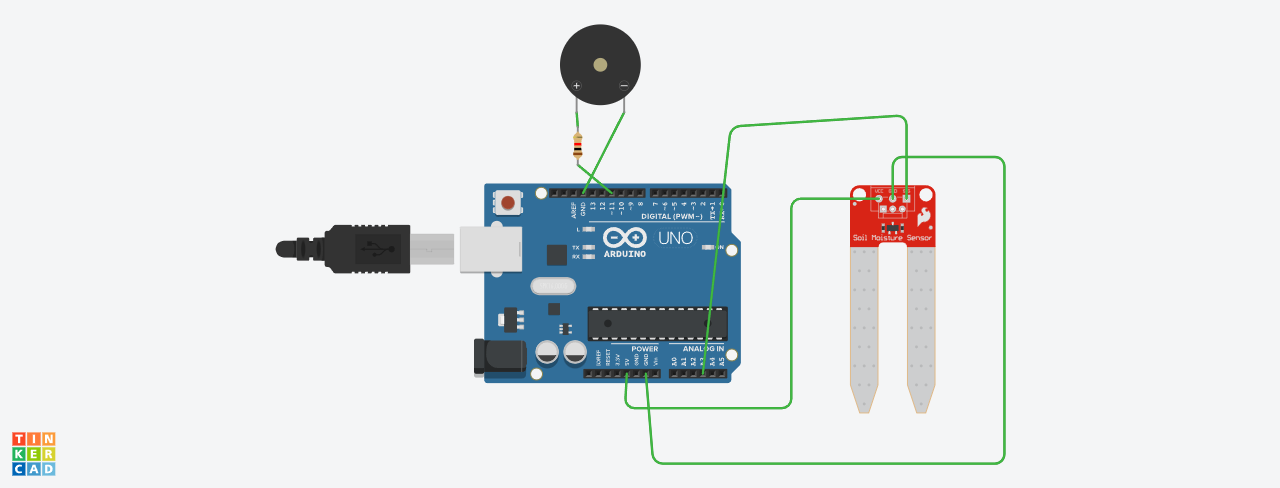 + −
AREF
GND
13
12
~11
~10
~9
8
7
~6
~5
4
~3
2
TX→1
DIGITAL (PWM~)
L
TX
RX
UNO
ARDUINO
ON
VCC GND SIG
Soil Moisture Sensor
POWER
ANALOG IN
IOREF
RESET
3.3V
5V
GND
GND
Vin
A0
A1
A2
A3
A4
A5
TIN
KER
CAD